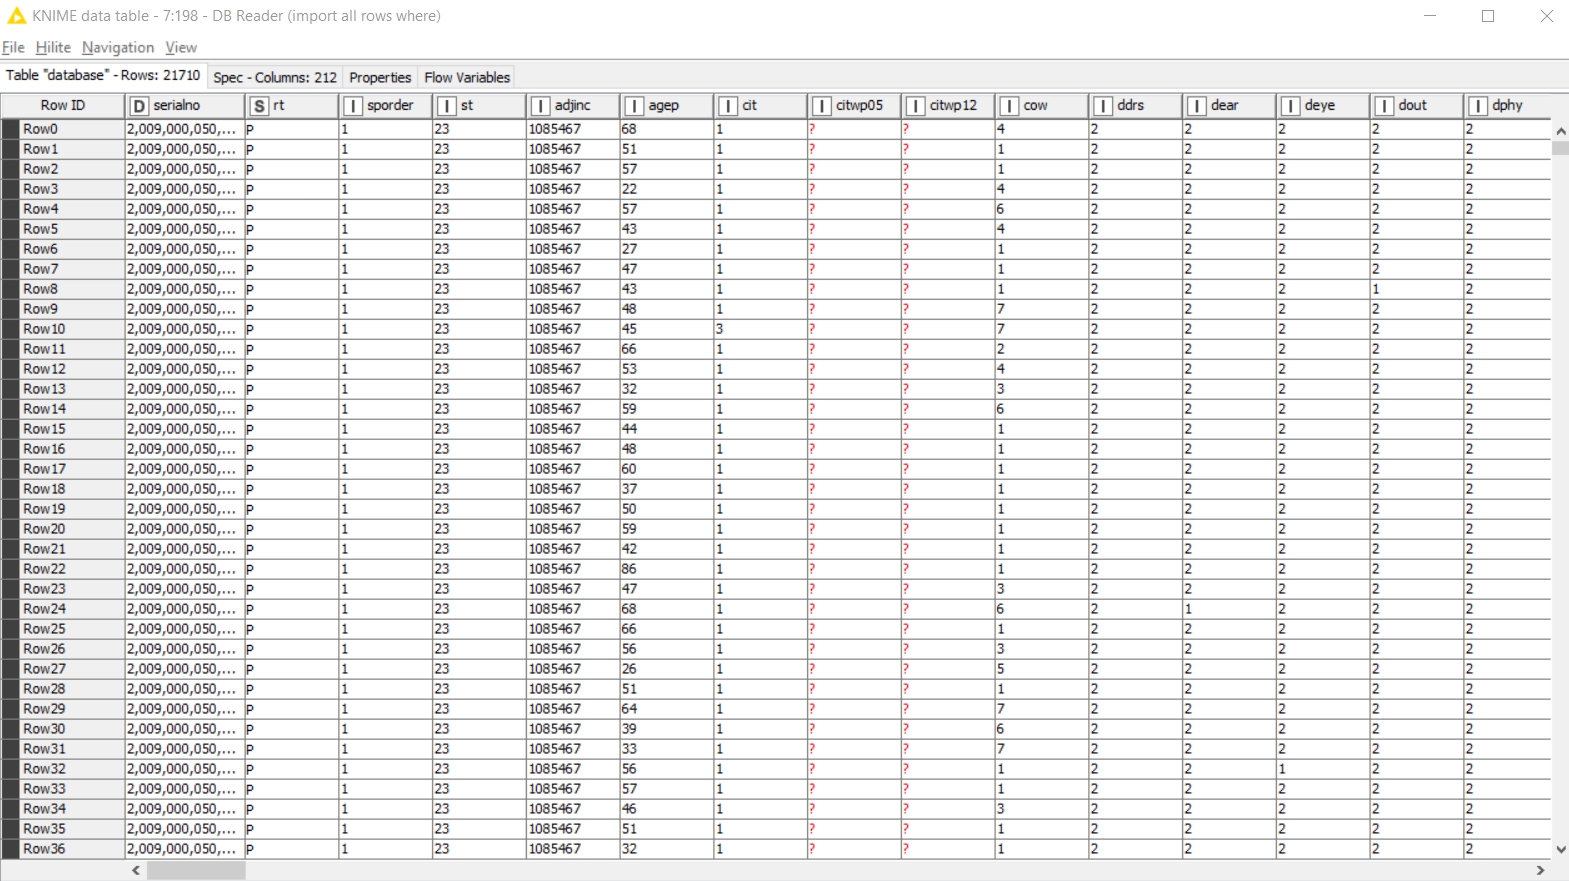 KNIME data table - 7:198 - DB Reader (import all rows where)
File Hilite Navigation View
Table "database" - Rows: 21710 Spec - Columns: 212 Properties Flow Variables
Row ID D serialno S rt I sporder I st I adjinc I agep I cit I citwp05 I citwp12 I cow I ddrs I dear I deye I dout I dphy
Row0 2,009,000,050,... P 1 23 1085467 68 1 ? ? 4 2 2 2 2 2
Row1 2,009,000,050,... P 1 23 1085467 51 1 ? ? 1 2 2 2 2 2
Row2 2,009,000,050,... P 1 23 1085467 57 1 ? ? 1 2 2 2 2 2
Row3 2,009,000,050,... P 1 23 1085467 22 1 ? ? 4 2 2 2 2 2
Row4 2,009,000,050,... P 1 23 1085467 57 1 ? ? 6 2 2 2 2 2
Row5 2,009,000,050,... P 1 23 1085467 43 1 ? ? 4 2 2 2 2 2
Row6 2,009,000,050,... P 1 23 1085467 27 1 ? ? 1 2 2 2 2 2
Row7 2,009,000,050,... P 1 23 1085467 47 1 ? ? 1 2 2 2 2 2
Row8 2,009,000,050,... P 1 23 1085467 43 1 ? ? 1 2 2 2 1 2
Row9 2,009,000,050,... P 1 23 1085467 48 1 ? ? 7 2 2 2 2 2
Row10 2,009,000,050,... P 1 23 1085467 45 3 ? ? 7 2 2 2 2 2
Row11 2,009,000,050,... P 1 23 1085467 66 1 ? ? 2 2 2 2 2 2
Row12 2,009,000,050,... P 1 23 1085467 53 1 ? ? 4 2 2 2 2 2
Row13 2,009,000,050,... P 1 23 1085467 32 1 ? ? 3 2 2 2 2 2
Row14 2,009,000,050,... P 1 23 1085467 59 1 ? ? 6 2 2 2 2 2
Row15 2,009,000,050,... P 1 23 1085467 44 1 ? ? 1 2 2 2 2 2
Row16 2,009,000,050,... P 1 23 1085467 48 1 ? ? 1 2 2 2 2 2
Row17 2,009,000,050,... P 1 23 1085467 60 1 ? ? 1 2 2 2 2 2
Row18 2,009,000,050,... P 1 23 1085467 37 1 ? ? 1 2 2 2 2 2
Row19 2,009,000,050,... P 1 23 1085467 50 1 ? ? 1 2 2 2 2 2
Row20 2,009,000,050,... P 1 23 1085467 59 1 ? ? 1 2 2 2 2 2
Row21 2,009,000,050,... P 1 23 1085467 42 1 ? ? 1 2 2 2 2 2
Row22 2,009,000,050,... P 1 23 1085467 86 1 ? ? 1 2 2 2 2 2
Row23 2,009,000,050,... P 1 23 1085467 47 1 ? ? 3 2 2 2 2 2
Row24 2,009,000,050,... P 1 23 1085467 68 1 ? ? 6 2 1 2 2 2
Row25 2,009,000,050,... P 1 23 1085467 66 1 ? ? 1 2 2 2 2 2
Row26 2,009,000,050,... P 1 23 1085467 56 1 ? ? 3 2 2 2 2 2
Row27 2,009,000,050,... P 1 23 1085467 26 1 ? ? 5 2 2 2 2 2
Row28 2,009,000,050,... P 1 23 1085467 51 1 ? ? 1 2 2 2 2 2
Row29 2,009,000,050,... P 1 23 1085467 64 1 ? ? 7 2 2 2 2 2
Row30 2,009,000,050,... P 1 23 1085467 39 1 ? ? 6 2 2 2 2 2
Row31 2,009,000,050,... P 1 23 1085467 33 1 ? ? 7 2 2 2 2 2
Row32 2,009,000,050,... P 1 23 1085467 56 1 ? ? 1 2 2 1 2 2
Row33 2,009,000,050,... P 1 23 1085467 57 1 ? ? 1 2 2 2 2 2
Row34 2,009,000,050,... P 1 23 1085467 46 1 ? ? 3 2 2 2 2 2
Row35 2,009,000,050,... P 1 23 1085467 51 1 ? ? 1 2 2 2 2 2
Row36 2,009,000,050,... P 1 23 1085467 32 1 ? ? 1 2 2 2 2 2